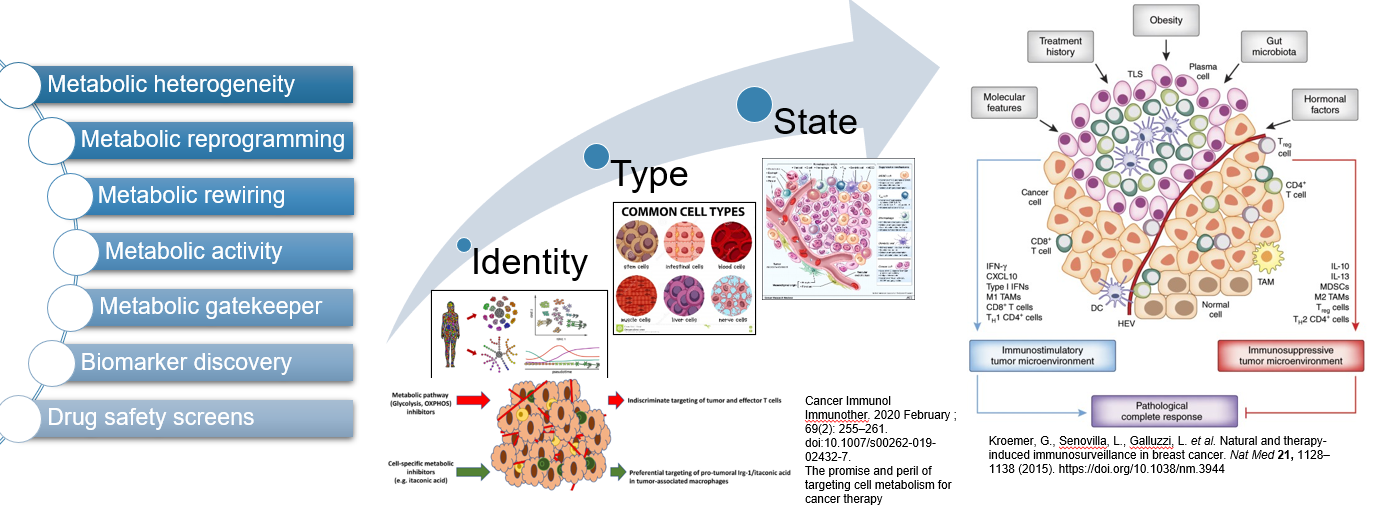 Metabolic heterogeneity
Metabolic reprogramming
Metabolic rewiring
Metabolic activity
Metabolic gatekeeper
Biomarker discovery
Drug safety screens
State
Type
Identity
COMMON CELL TYPES
stem cells
intestinal cells
blood cells
muscle cells
liver cells
nerve cells
pseudotime
Metabolic pathway
(Glycolysis, OXPHOS)
inhibitors
Indiscriminate targeting of tumor and effector T cells
Cell-specific metabolic
inhibitors
(e.g. itaconic acid)
Preferential targeting of pro-tumoral Irg-1/itaconic acid
in tumor-associated macrophages
Cancer Immunol
Immunother. 2020 February ;
69(2): 255–261.
doi:10.1007/s00262-019-
02432-7.
The promise and peril of
targeting cell metabolism for
cancer therapy
Obesity
Treatment
history
Gut
microbiota
Molecular
features
Hormonal
factors
TLS
Plasma
cell
Treg
cell
CD4+
T cell
Cancer
cell
CD8+
T cell
DC
HEV
Normal
cell
TAM
IFN-γ
CXCL10
Type I IFNs
M1 TAMs
CD8+ T cells
TH1 CD4+ cells
IL-10
IL-13
MDSCs
M2 TAMs
Treg cells
TH2 CD4+ cells
Immunostimulatory
tumor microenvironment
Immunosuppressive
tumor microenvironment
Pathological
complete response
Kroemer, G., Senovilla, L., Galluzzi, L. et al. Natural and therapy-
induced immunosurveillance in breast cancer. Nat Med 21, 1128–
1138 (2015). https://doi.org/10.1038/nm.3944